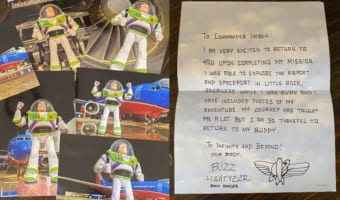 TO COMMANDER HAGEN:
I AM VERY EXCITED TO RETURN TO
YOU UPON COMPLETING MY MISSION.
I WAS ABLE TO EXPLORE THE AIRPORT
AND SPACEPORT IN LITTLE ROCK,
ARKANSAS WHILE I WAS AWAY AND I
HAVE INCLUDED PHOTOS OF MY
ADVENTURE. MY JOURNEY HAS TAUGHT
ME A LOT BUT I AM SO THANKFUL TO
RETURN TO MY BUDDY.
TO INFINITY AND BEYOND!
YOUR BUDDY,
BUZZ
LIGHTYEAR
SPACE RANGER